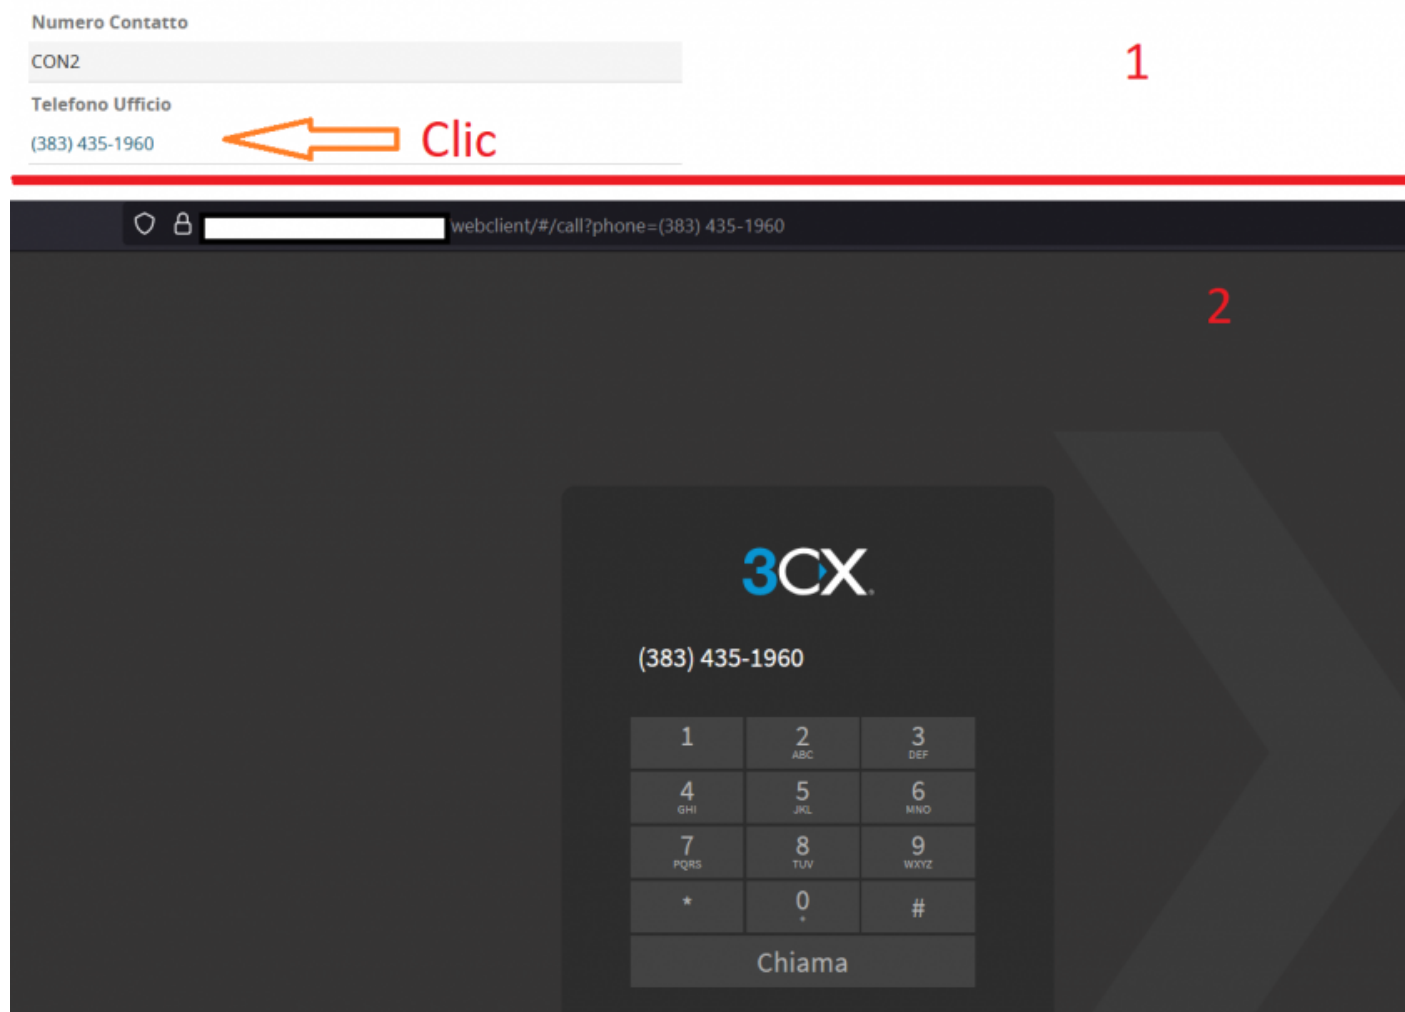 Numero Contatto
CON2
1
Telefono Ufficio
(383) 435-1960
Clic
webclient/#/call?phone=(383) 435-1960
2
3CX
(383) 435-1960
1 2 3
ABC DEF
4 5 6
GHI JKL MNO
7 8 9
PQRS TUV WXYZ
* 0 #
+
Chiama